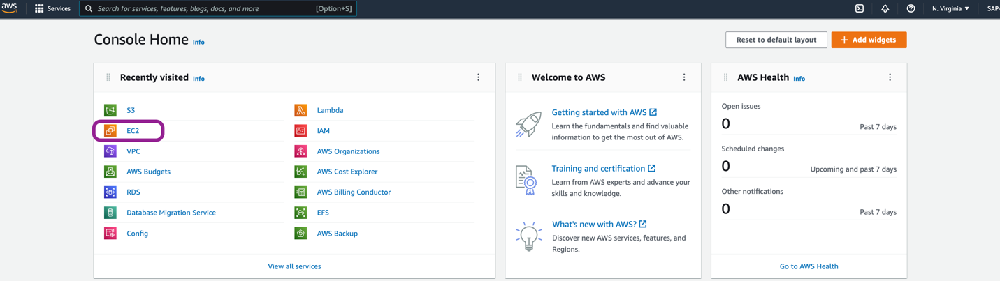 aws
Services
Search for services, features, blogs, docs, and more
[Option+S]
N. Virginia
SAP-
Console Home Info
Reset to default layout
Add widgets
Recently visited Info
S3
EC2
VPC
AWS Budgets
RDS
Database Migration Service
Config
Lambda
IAM
AWS Organizations
AWS Cost Explorer
AWS Billing Conductor
EFS
AWS Backup
View all services
Welcome to AWS
Getting started with AWS
Learn the fundamentals and find valuable
information to get the most out of AWS.
Training and certification
Learn from AWS experts and advance your
skills and knowledge.
What's new with AWS?
Discover new AWS services, features, and
Regions.
AWS Health Info
Open issues
0
Past 7 days
Scheduled changes
0
Upcoming and past 7 days
Other notifications
0
Past 7 days
Go to AWS Health